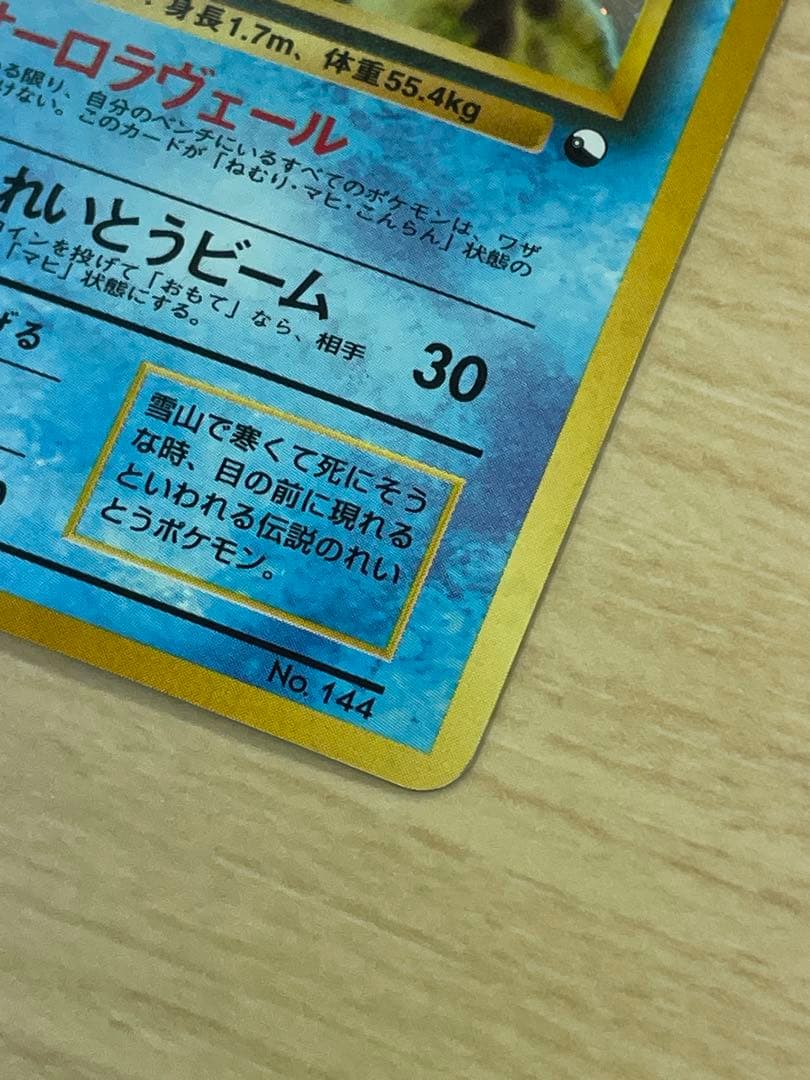 、身長1.7m、体重55.4kg
オーロラヴェール
る限り、自分のベンチにいるすべてのポケモンは、ワザ
けない。このカードが「ねむり・マヒ・こんらん」状態の
れいとうビーム
インを投げて「おもて」なら、相手
「マヒ」状態にする。
30
げる
雪山で寒くて死にそう
な時、目の前に現れる
といわれる伝説のれい
とうポケモン。
No. 144